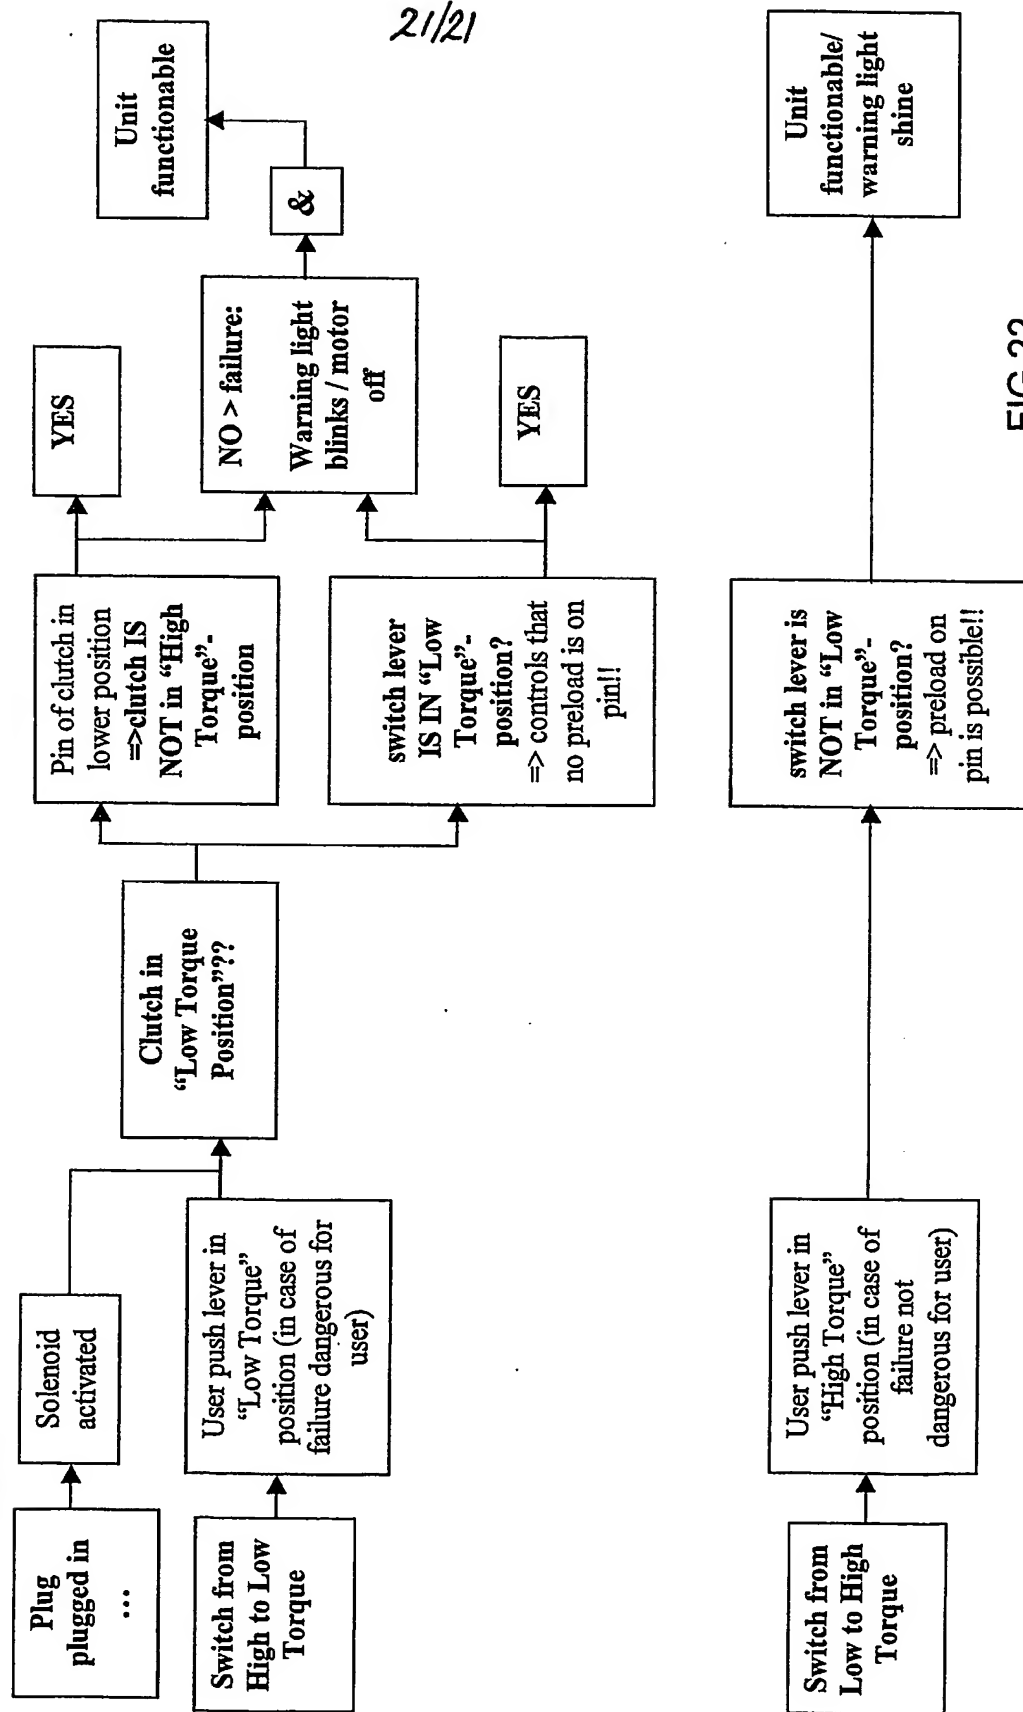 21/21
Plug
plugged in
...
Solenoid
activated
Switch from
High to Low
Torque
User push lever in
“Low Torque”
position (in case of
failure dangerous for
user)
Clutch in
“Low Torque
Position”??
Pin of clutch in
lower position
=>clutch IS
NOT in “High
Torque”-
position
switch lever
IS IN “Low
Torque”-
position?
=> controls that
no preload is on
pin!!
YES
NO > failure:
Warning light
blinks / motor
off
YES
&
Unit
functionable
Switch from
Low to High
Torque
User push lever in
“High Torque”
position (in case of
failure not
dangerous for user)
switch lever is
NOT in “Low
Torque”-
position?
=> preload on
pin is possible!!
Unit
functionable/
warning light
shine